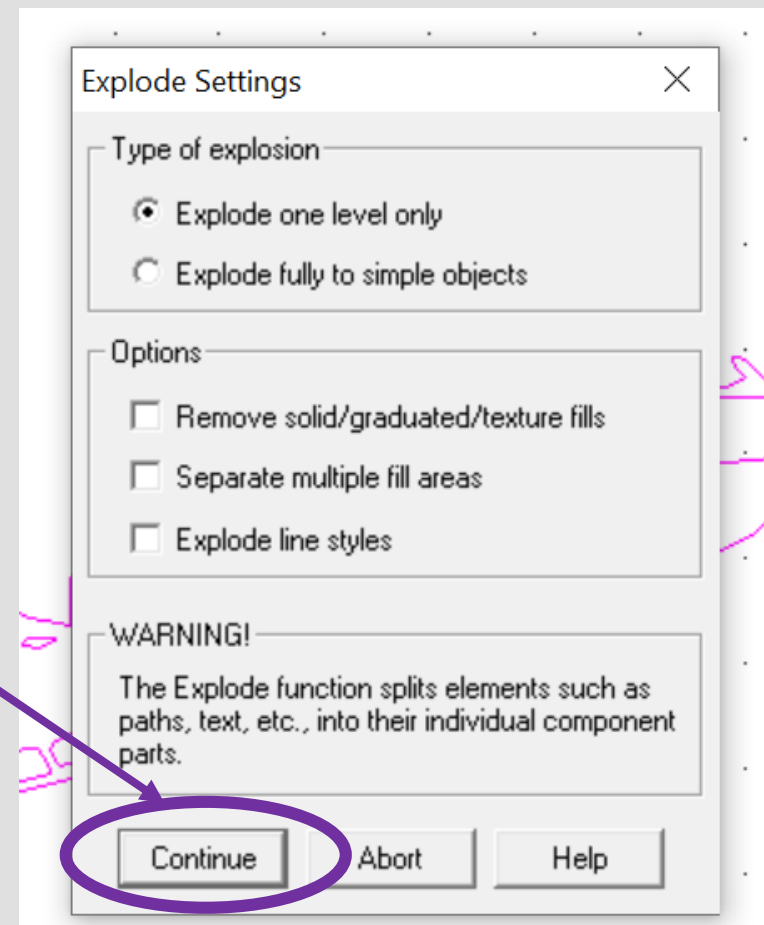 Explode Settings
Type of explosion
Explode one level only
Explode fully to simple objects
Options
Remove solid/graduated/texture fills
Separate multiple fill areas
Explode line styles
WARNING!
The Explode function splits elements such as
paths, text, etc., into their individual component
parts.
Continue Abort Help